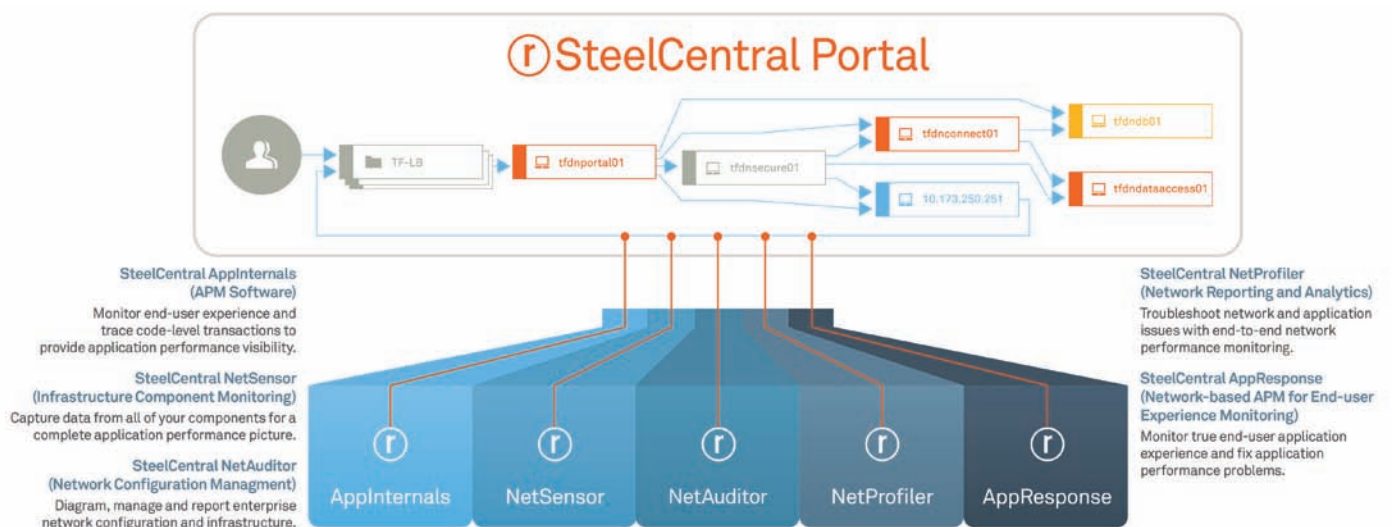 r SteelCentral Portal
TF-LB
tfdnportal01
tfdnsecure01
tfdnconnect01
10.173.250.251
tfdndb01
tfdndataaccess01
SteelCentral AppInternals
(APM Software)
Monitor end-user experience and
trace code-level transactions to
provide application performance visibility.
SteelCentral NetSensor
(Infrastructure Component Monitoring)
Capture data from all of your components for a
complete application performance picture.
SteelCentral NetAuditor
(Network Configuration Managment)
Diagram, manage and report enterprise
network configuration and infrastructure.
SteelCentral NetProfiler
(Network Reporting and Analytics)
Troubleshoot network and application
issues with end-to-end network
performance monitoring.
SteelCentral AppResponse
(Network-based APM for End-user
Experience Monitoring)
Monitor true end-user application
experience and fix application
performance problems.
r
AppInternals
r
NetSensor
r
NetAuditor
r
NetProfiler
r
AppResponse